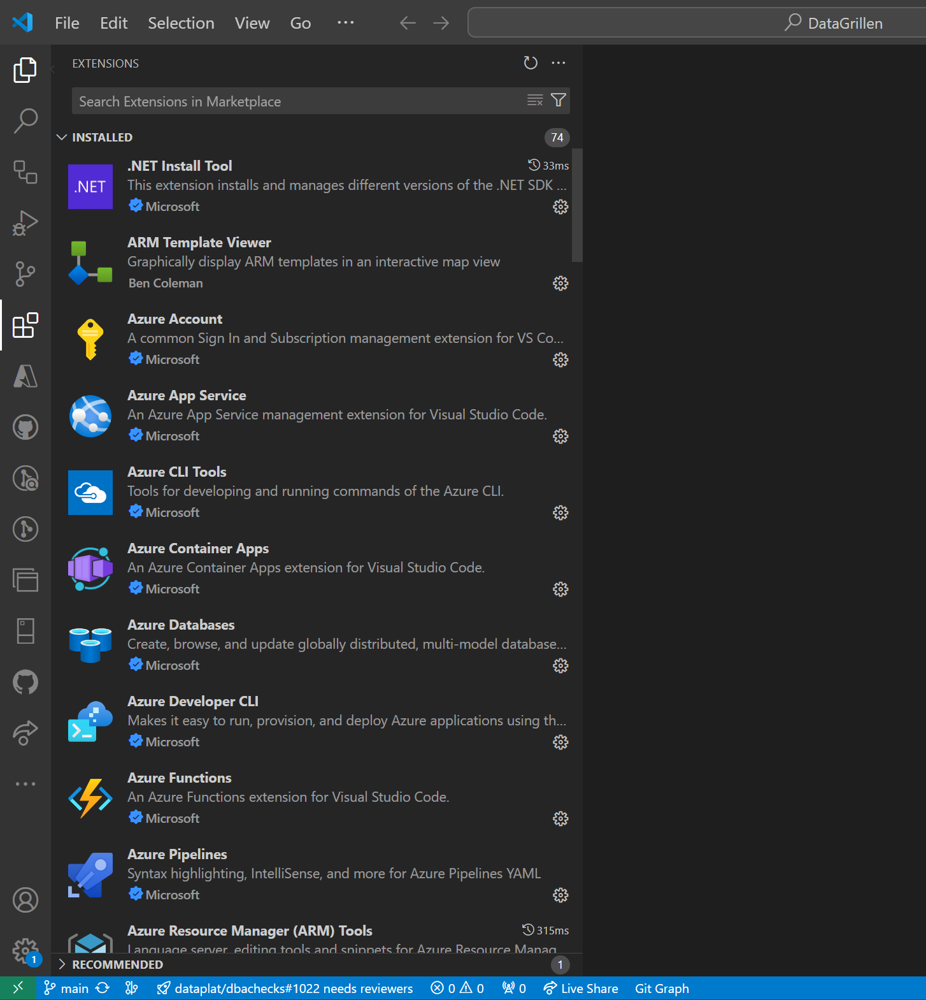 File Edit Selection View Go ... DataGrillen
EXTENSIONS
Search Extensions in Marketplace
INSTALLED 74
.NET
.NET Install Tool 33ms
This extension installs and manages different versions of the .NET SDK ...
Microsoft
ARM Template Viewer
Graphically display ARM templates in an interactive map view
Ben Coleman
Azure Account
A common Sign In and Subscription management extension for VS Co...
Microsoft
Azure App Service
An Azure App Service management extension for Visual Studio Code.
Microsoft
Azure CLI Tools
Tools for developing and running commands of the Azure CLI.
Microsoft
Azure Container Apps
An Azure Container Apps extension for Visual Studio Code.
Microsoft
Azure Databases
Create, browse, and update globally distributed, multi-model database...
Microsoft
Azure Developer CLI
Makes it easy to run, provision, and deploy Azure applications using th...
Microsoft
Azure Functions
An Azure Functions extension for Visual Studio Code.
Microsoft
Azure Pipelines
Syntax highlighting, IntelliSense, and more for Azure Pipelines YAML
Microsoft
Azure Resource Manager (ARM) Tools 315ms
Language server, editing tools and snippets for Azure Resource Manag
1
RECOMMENDED 1
main dataplat/dbachecks#1022 needs reviewers 0 0 0 Live Share Git Graph